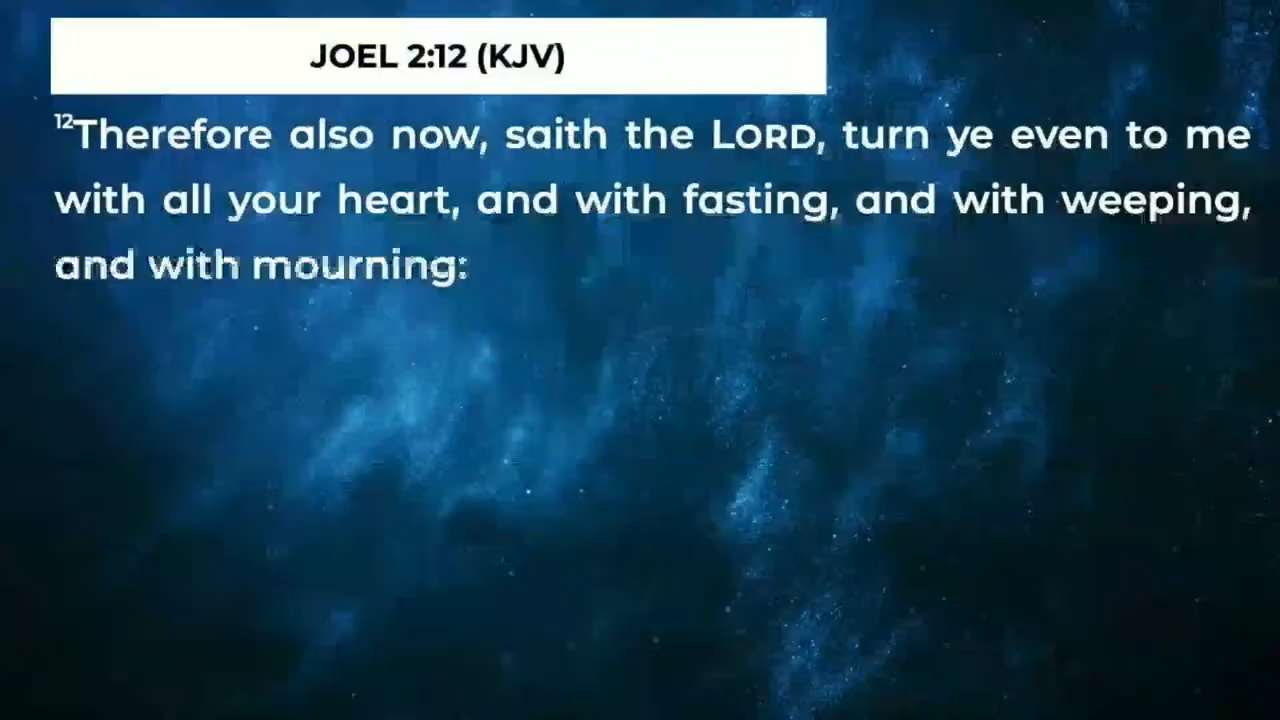 JOEL 2:12 (KJV)
¹²Therefore also now, saith the LORD, turn ye even to me
with all your heart, and with fasting, and with weeping,
and with mourning: